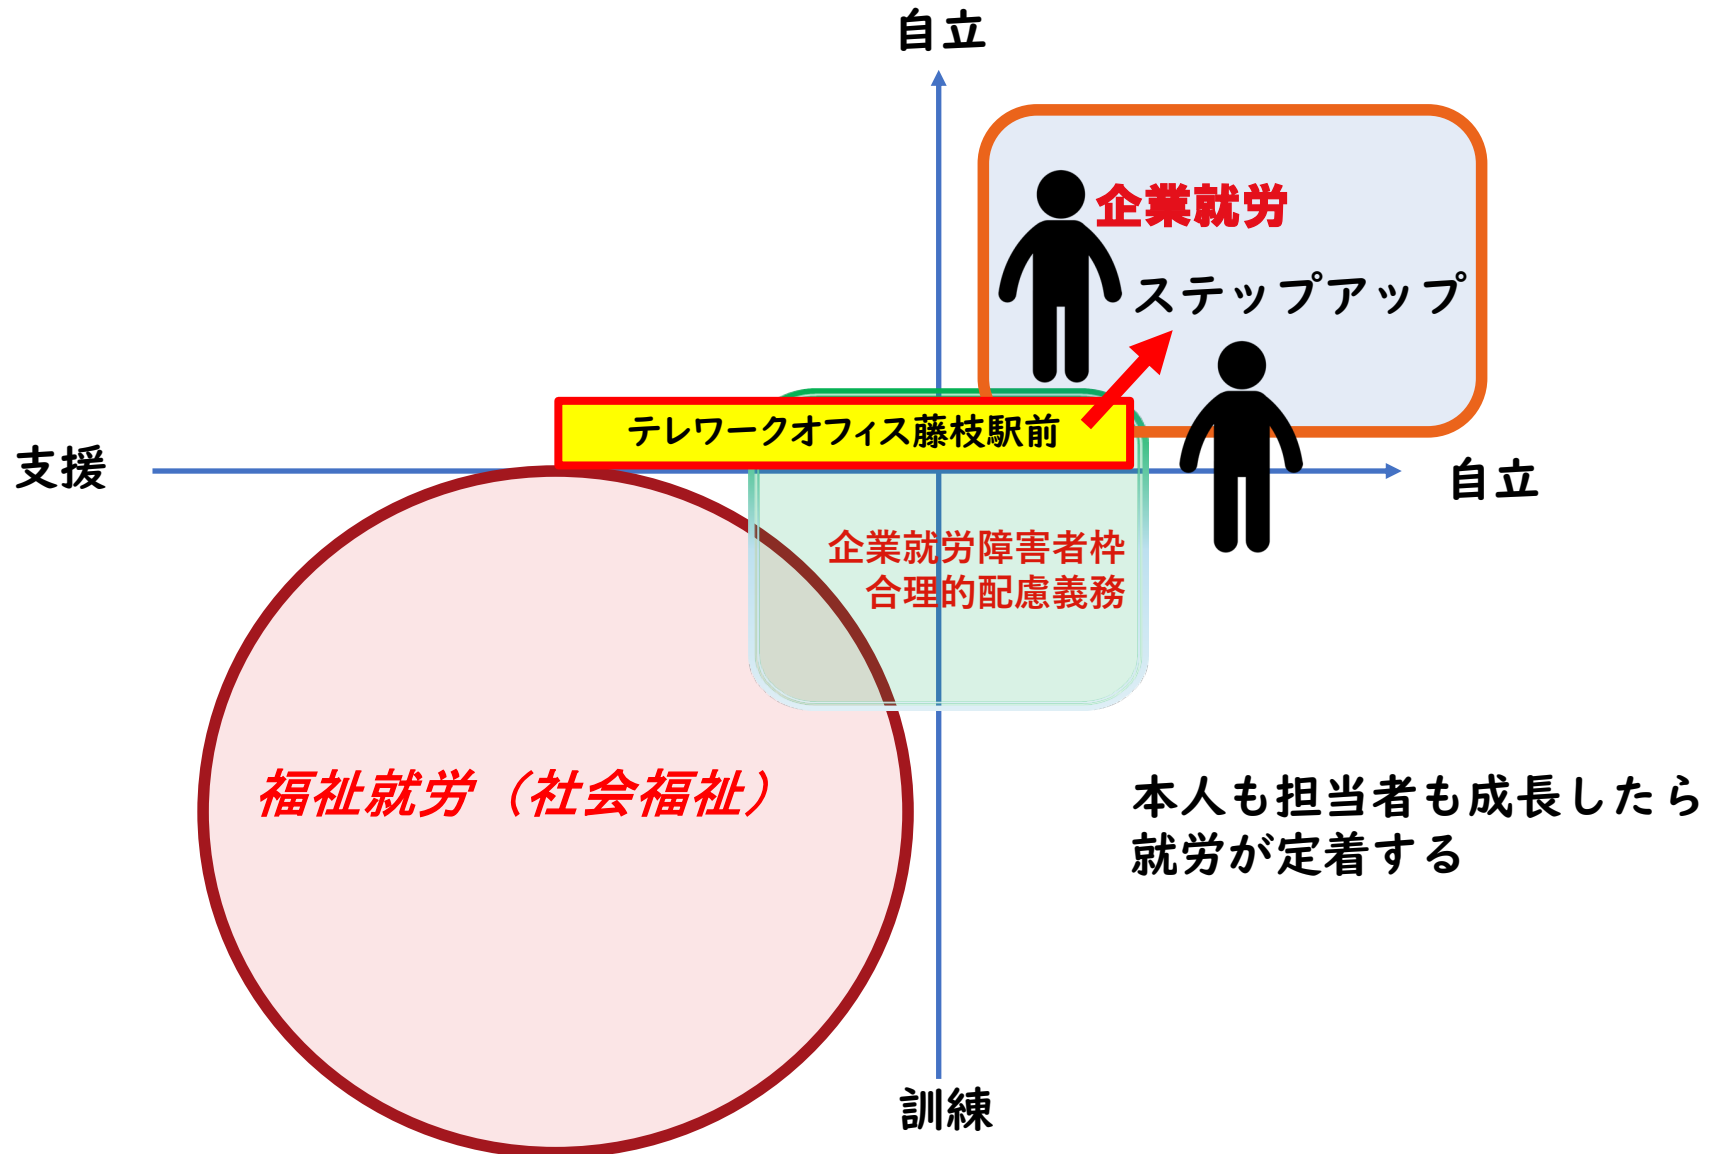 自立
企業就労
ステップアップ
テレワークオフィス藤枝駅前
支援
自立
企業就労障害者枠
合理的配慮義務
福祉就労（社会福祉）
本人も担当者も成長したら
就労が定着する
訓練